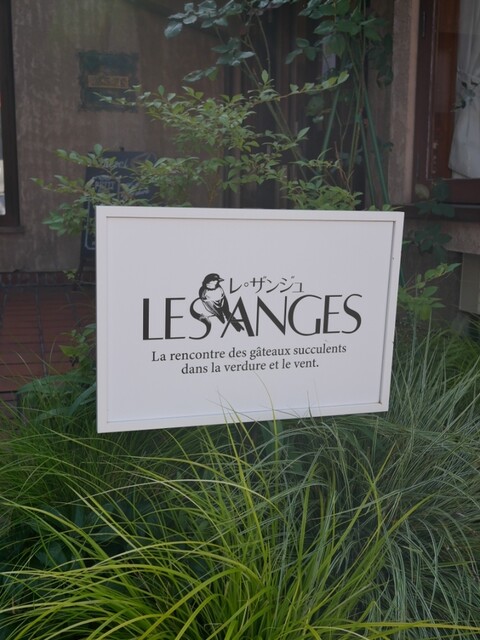 レ・ザンジュ
LES ANGES
La rencontre des gâteaux succulents
dans la verdure et le vent.